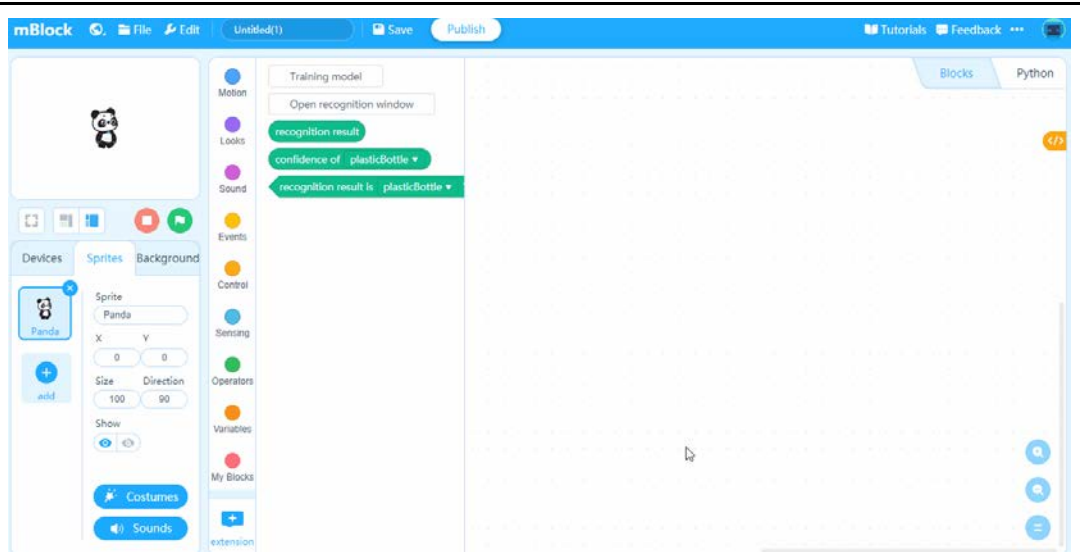 mBlock File Edit Untitled(1) Save Publish Tutorials Feedback ...
Blocks Python
Devices Sprites Background
Panda
add
Sprite
Panda
X Y
0 0
Size Direction
100 90
Show
Costumes
Sounds
Motion
Looks
Sound
Events
Control
Sensing
Operators
Variables
My Blocks
extension
Training model
Open recognition window
recognition result
confidence of plasticBottle
recognition result is plasticBottle